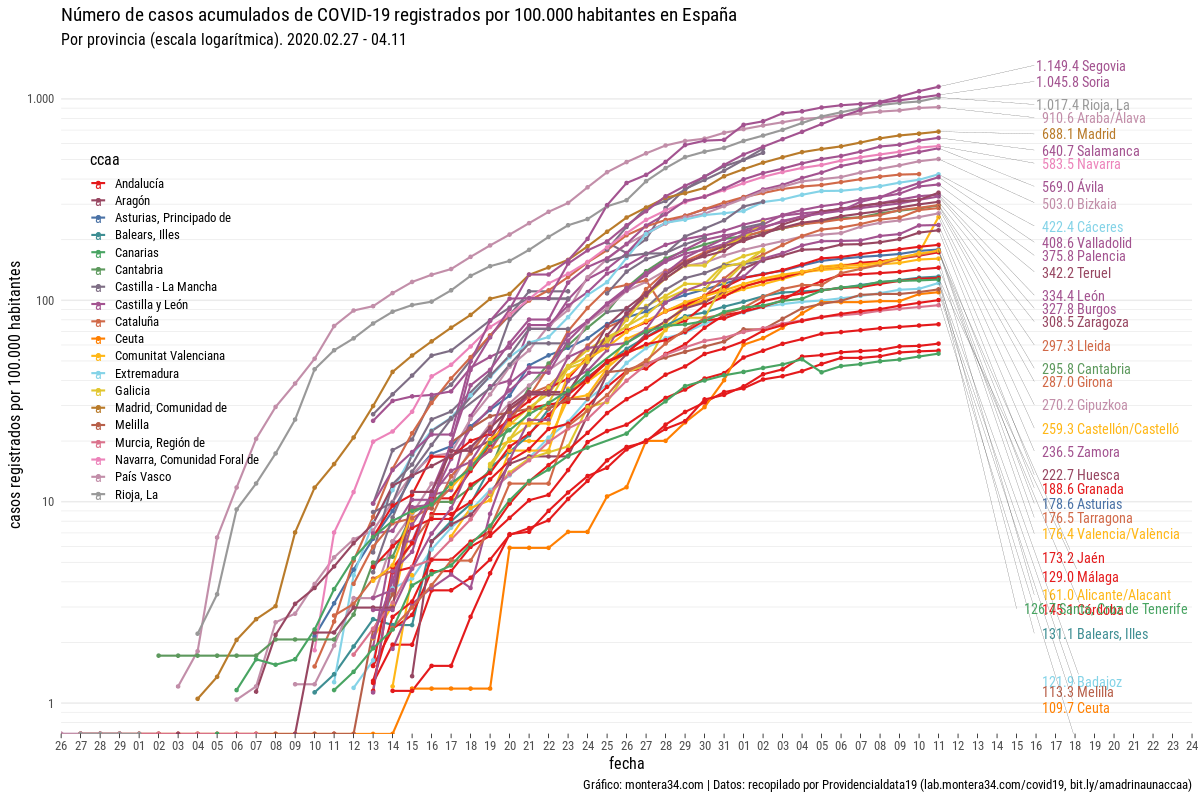 Número de casos acumulados de COVID-19 registrados por 100.000 habitantes en España
Por provincia (escala logarítmica). 2020.02.27 - 04.11
casos registrados por 100.000 habitantes
1.000
100
10
1
ccaa
Andalucía
Aragón
Asturias, Principado de
Balears, Illes
Canarias
Cantabria
Castilla - La Mancha
Castilla y León
Cataluña
Ceuta
Comunitat Valenciana
Extremadura
Galicia
Madrid, Comunidad de
Melilla
Murcia, Región de
Navarra, Comunidad Foral de
País Vasco
Rioja, La
1.149.4 Segovia
1.045.8 Soria
1.017.4 Rioja, La
910.6 Araba/Álava
688.1 Madrid
640.7 Salamanca
583.5 Navarra
569.0 Ávila
503.0 Bizkaia
422.4 Cáceres
408.6 Valladolid
375.8 Palencia
342.2 Teruel
334.4 León
327.8 Burgos
308.5 Zaragoza
297.3 Lleida
295.8 Cantabria
287.0 Girona
270.2 Gipuzkoa
259.3 Castellón/Castelló
236.5 Zamora
222.7 Huesca
188.6 Granada
178.6 Asturias
176.5 Tarragona
176.4 Valencia/València
173.2 Jaén
129.0 Málaga
161.0 Alicante/Alacant
145.1 Córdoba
de Tenerife
131.1 Balears, Illes
121.9 Badajoz
113.3 Melilla
109.7 Ceuta
26 27 28 29 01 02 03 04 05 06 07 08 09 10 11 12 13 14 15 16 17 18 19 20 21 22 23 24 25 26 27 28 29 30 31 01 02 03 04 05 06 07 08 09 10 11 12 13 14 15 16 17 18 19 20 21 22 23 24
fecha
Gráfico: montera34.com | Datos: recopilado por Providencialdata19 (lab.montera34.com/covid19, bit.ly/amadrinaunaccaa)